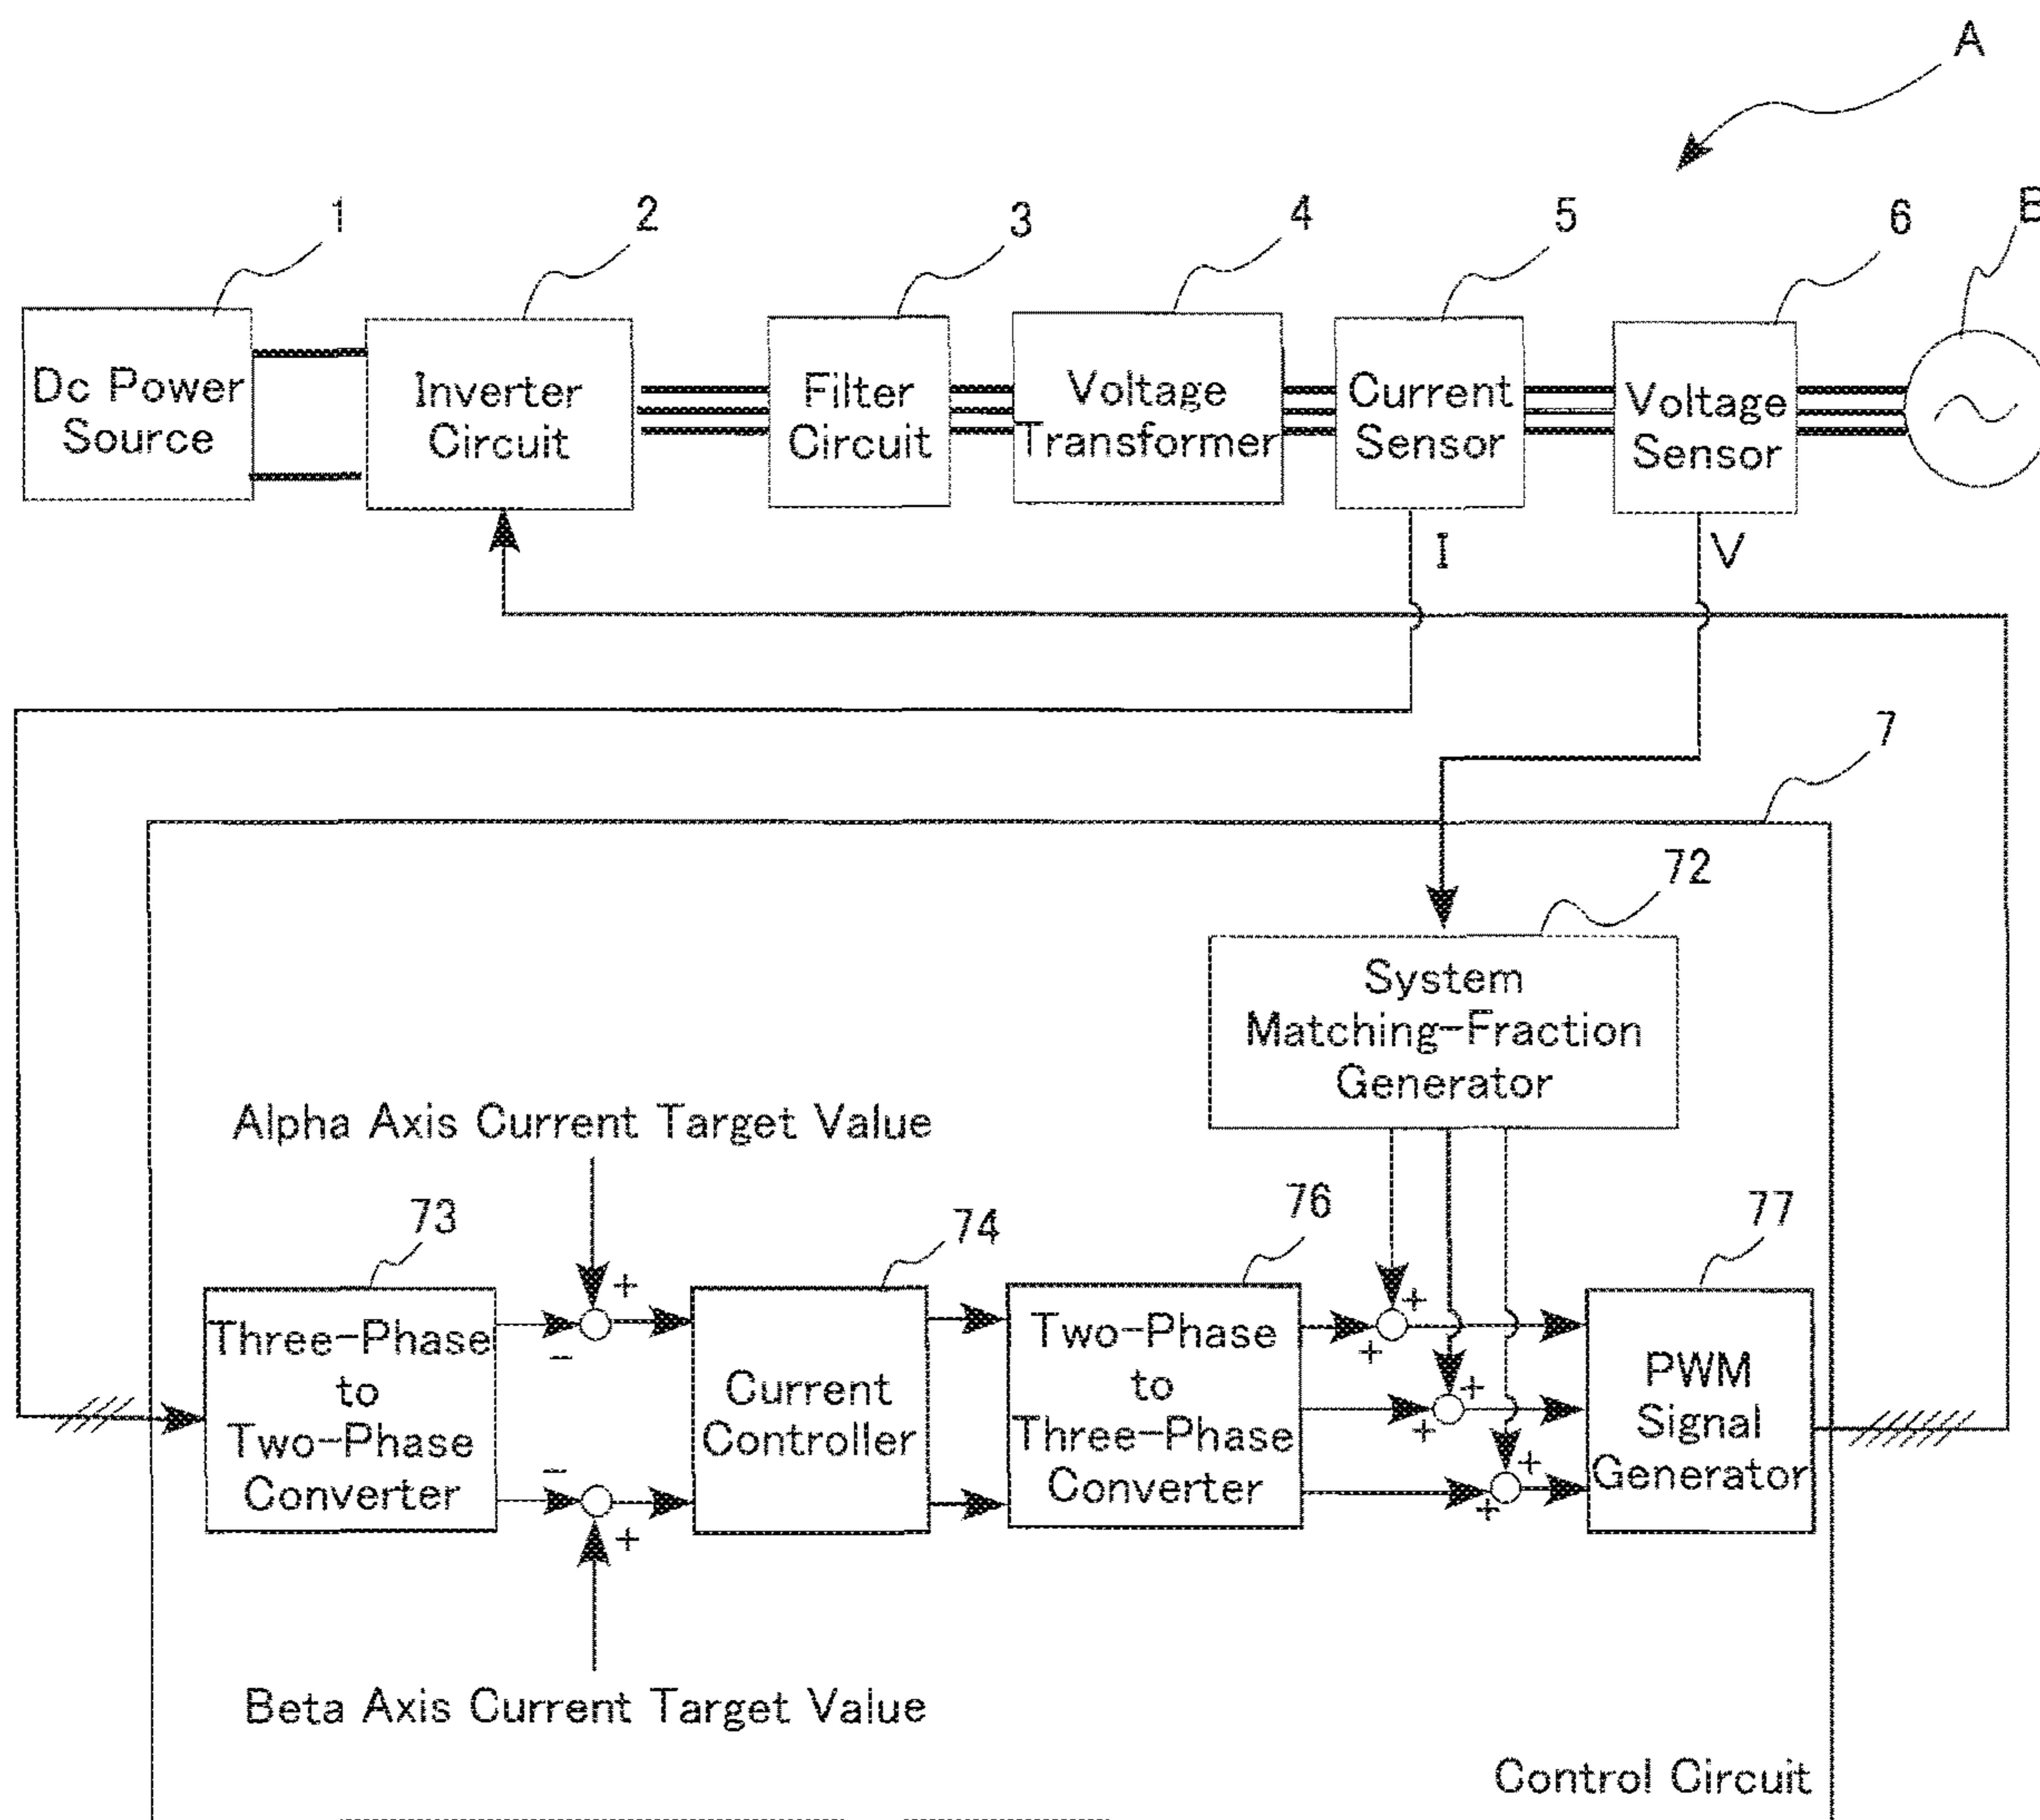 A
1
2
3
4
5
6
B
Dc Power
Source
Inverter
Circuit
Filter
Circuit
Voltage
Transformer
Current
Sensor
Voltage
Sensor
I
V
7
72
System
Matching-Fraction
Generator
Alpha Axis Current Target Value
73
74
76
77
+
+
+
−
+
+
+
−
+
+
+
Three-Phase
to
Two-Phase
Converter
Current
Controller
Two-Phase
to
Three-Phase
Converter
PWM
Signal
Generator
Beta Axis Current Target Value
Control Circuit